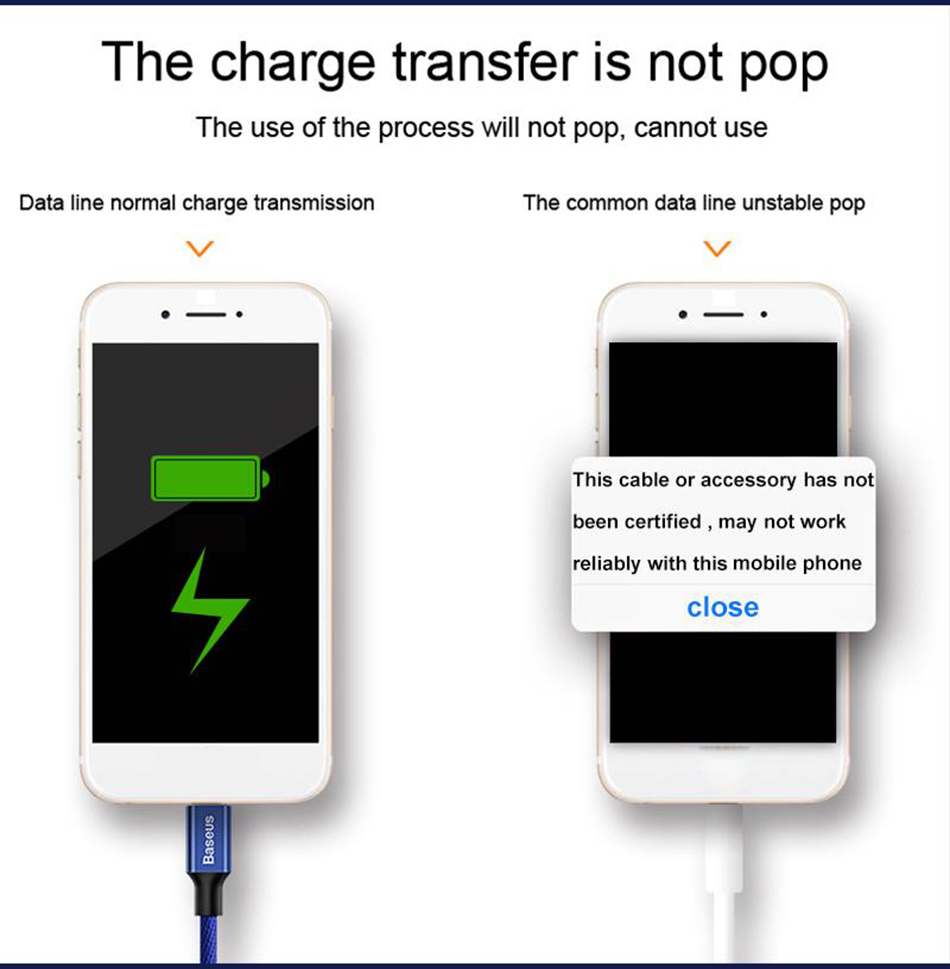 The charge transfer is not pop
The use of the process will not pop, cannot use
Data line normal charge transmission
The common data line unstable pop
This cable or accessory has not
been certified , may not work
reliably with this mobile phone
close
Baseus